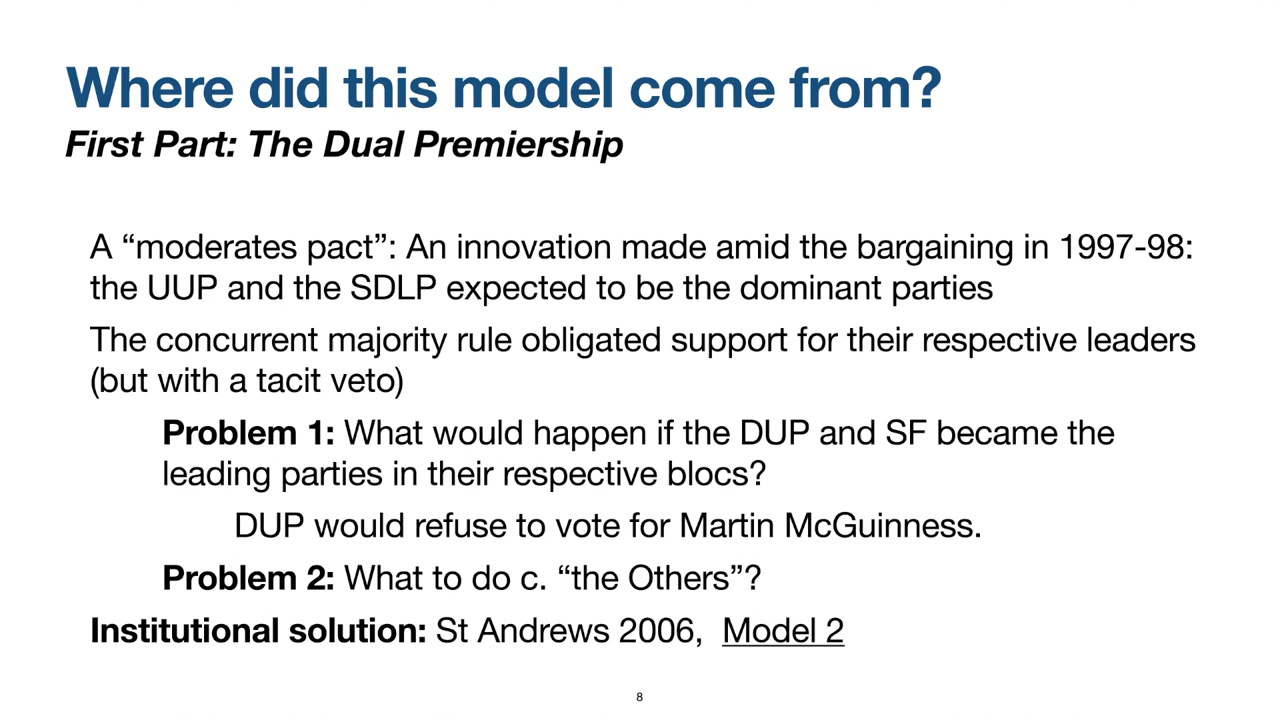 Where did this model come from?
First Part: The Dual Premiership
A “moderates pact”: An innovation made amid the bargaining in 1997-98:
the UUP and the SDLP expected to be the dominant parties
The concurrent majority rule obligated support for their respective leaders
(but with a tacit veto)
Problem 1: What would happen if the DUP and SF became the
leading parties in their respective blocs?
DUP would refuse to vote for Martin McGuinness.
Problem 2: What to do c. “the Others”?
Institutional solution: St Andrews 2006, Model 2
8